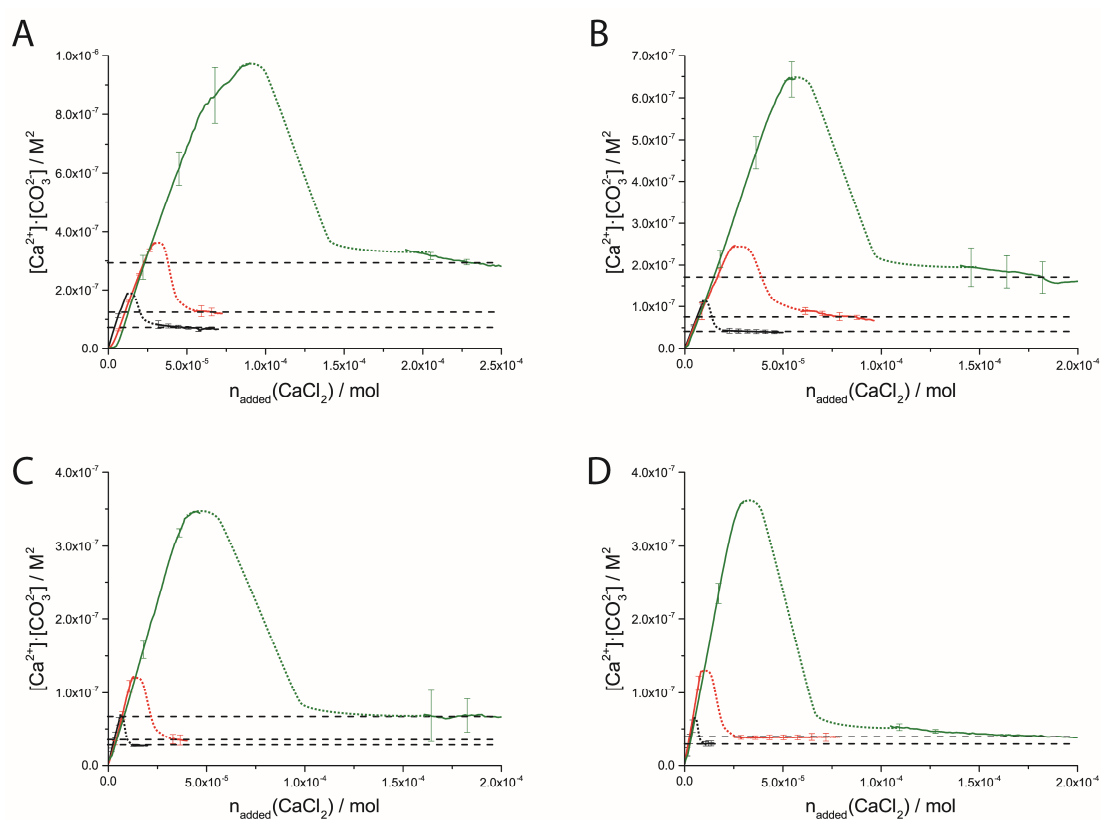 A
1.0x10⁻⁶
8.0x10⁻⁷
6.0x10⁻⁷
4.0x10⁻⁷
2.0x10⁻⁷
0.0
[Ca²⁺]·[CO₃²⁻] / M²
0.0 5.0x10⁻⁵ 1.0x10⁻⁴ 1.5x10⁻⁴ 2.0x10⁻⁴ 2.5x10⁻⁴
n_added(CaCl₂) / mol
B
7.0x10⁻⁷
6.0x10⁻⁷
5.0x10⁻⁷
4.0x10⁻⁷
3.0x10⁻⁷
2.0x10⁻⁷
1.0x10⁻⁷
0.0
[Ca²⁺]·[CO₃²⁻] / M²
0.0 5.0x10⁻⁵ 1.0x10⁻⁴ 1.5x10⁻⁴ 2.0x10⁻⁴
n_added(CaCl₂) / mol
C
4.0x10⁻⁷
3.0x10⁻⁷
2.0x10⁻⁷
1.0x10⁻⁷
0.0
[Ca²⁺]·[CO₃²⁻] / M²
0.0 5.0x10⁻⁵ 1.0x10⁻⁴ 1.5x10⁻⁴ 2.0x10⁻⁴
n_added(CaCl₂) / mol
D
4.0x10⁻⁷
3.0x10⁻⁷
2.0x10⁻⁷
1.0x10⁻⁷
0.0
[Ca²⁺]·[CO₃²⁻] / M²
0.0 5.0x10⁻⁵ 1.0x10⁻⁴ 1.5x10⁻⁴ 2.0x10⁻⁴
n_added(CaCl₂) / mol